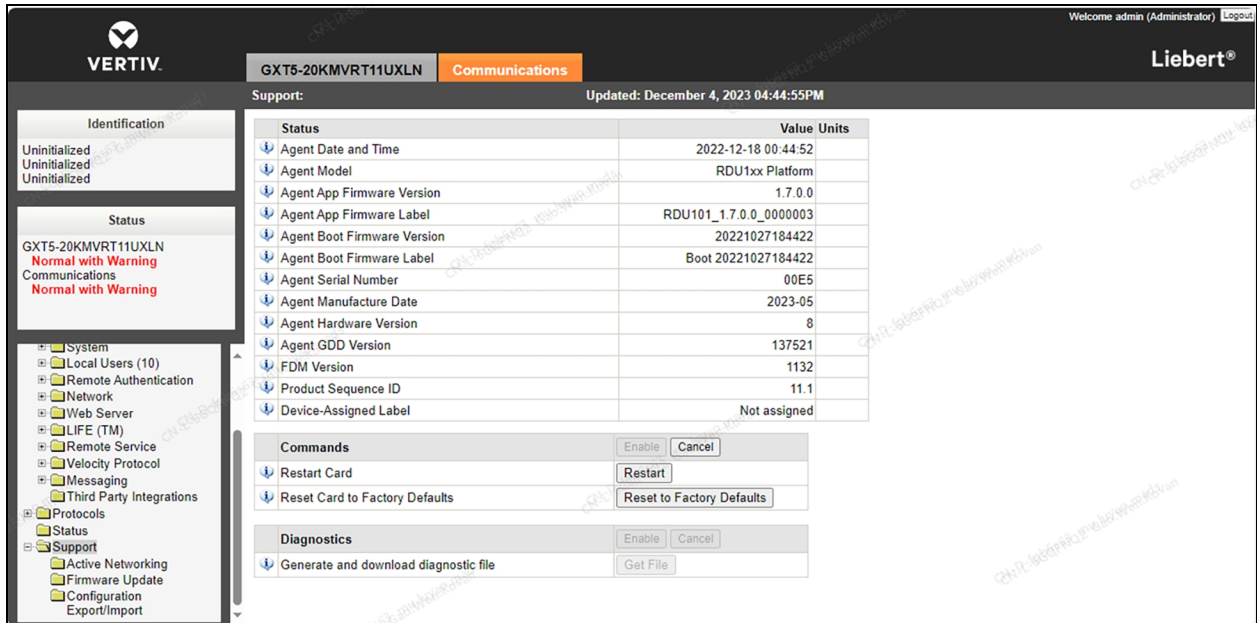 Welcome admin (Administrator) Logout
VERTIV.
GXT5-20KMVRT11UXLN Communications
Liebert®
Support: Updated: December 4, 2023 04:44:55PM
Identification
Uninitialized
Uninitialized
Uninitialized
Status
GXT5-20KMVRT11UXLN
Normal with Warning
Communications
Normal with Warning
System
Local Users (10)
Remote Authentication
Network
Web Server
LIFE (TM)
Remote Service
Velocity Protocol
Messaging
Third Party Integrations
Protocols
Status
Support
Active Networking
Firmware Update
Configuration
Export/Import
Status Value Units
Agent Date and Time 2022-12-18 00:44:52
Agent Model RDU1xx Platform
Agent App Firmware Version 1.7.0.0
Agent App Firmware Label RDU101_1.7.0.0_0000003
Agent Boot Firmware Version 20221027184422
Agent Boot Firmware Label Boot 20221027184422
Agent Serial Number 00E5
Agent Manufacture Date 2023-05
Agent Hardware Version 8
Agent GDD Version 137521
FDM Version 1132
Product Sequence ID 11.1
Device-Assigned Label Not assigned
Commands Enable Cancel
Restart Card Restart
Reset Card to Factory Defaults Reset to Factory Defaults
Diagnostics Enable Cancel
Generate and download diagnostic file Get File